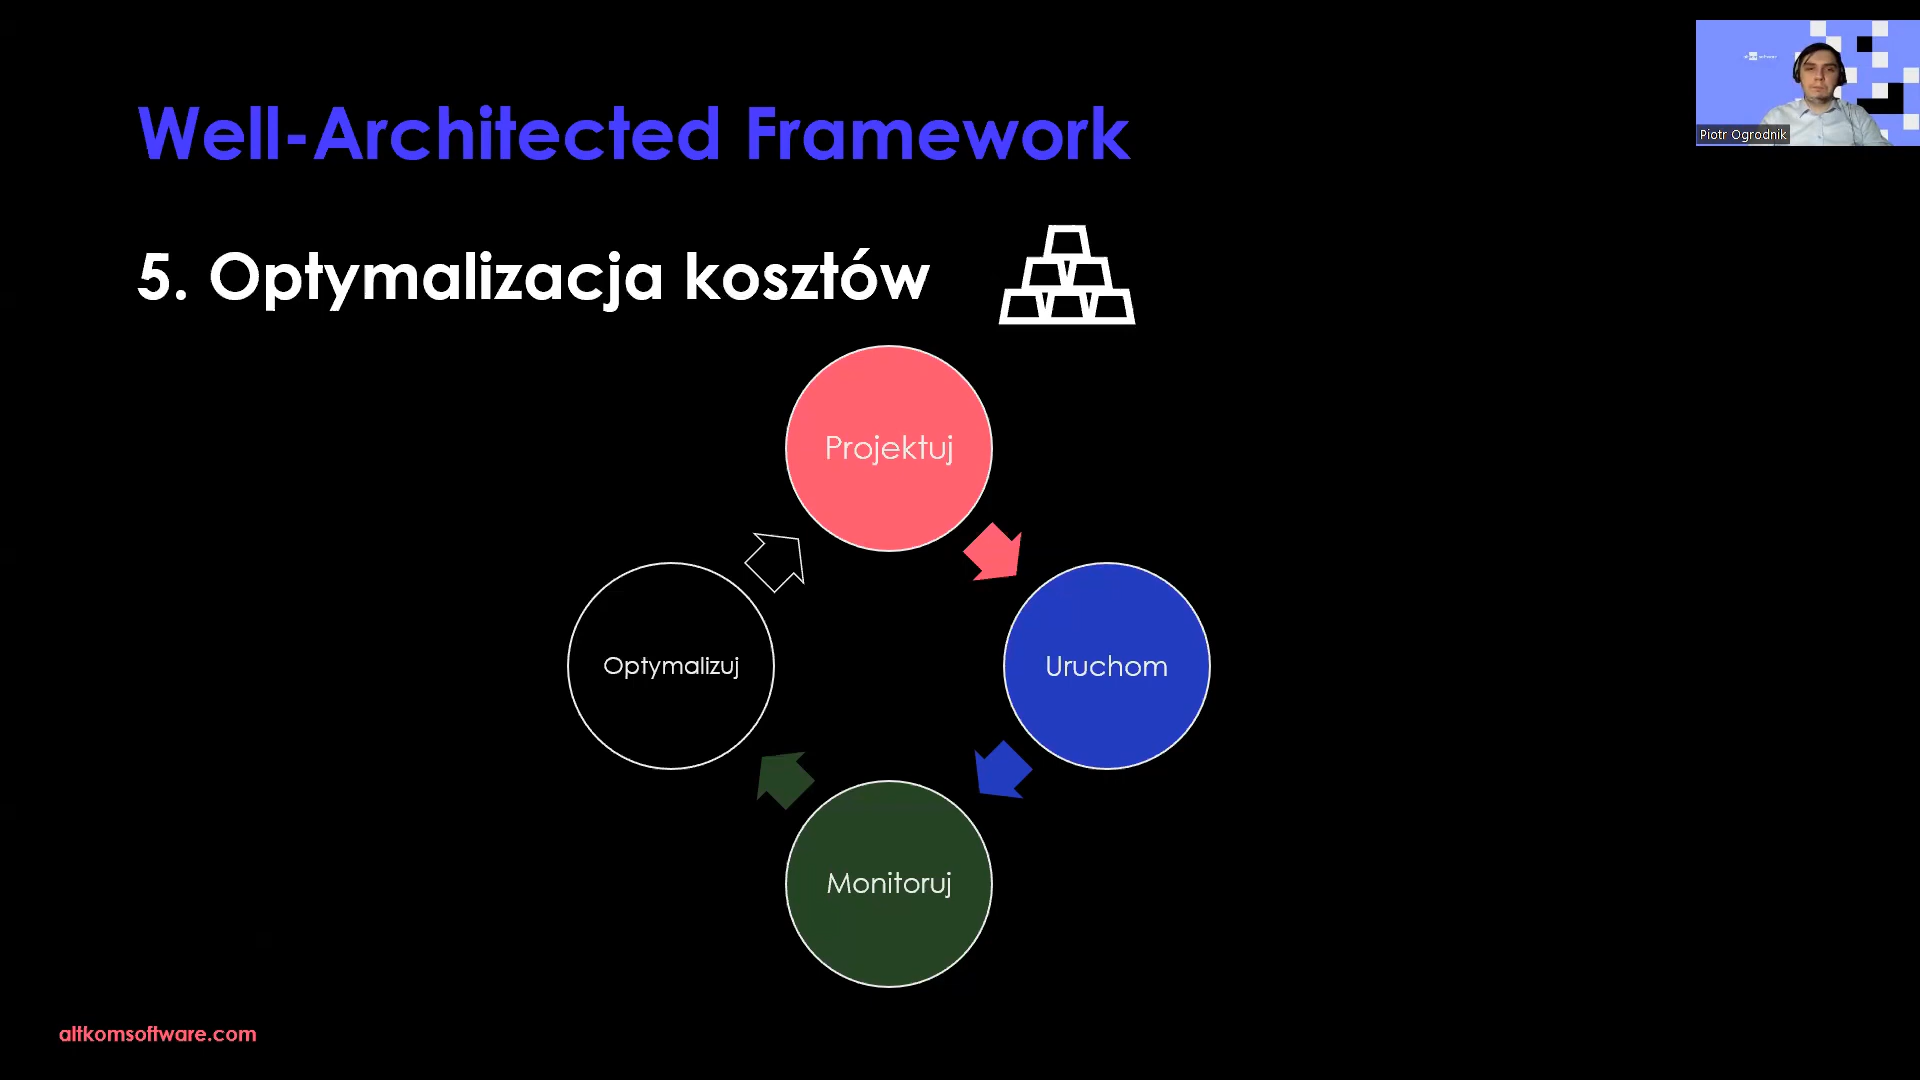 Well-Architected Framework
5. Optymalizacja kosztów
Projektuj
Optymalizuj
Uruchom
Monitoruj
altkomsoftware.com
Piotr Ogrodnik